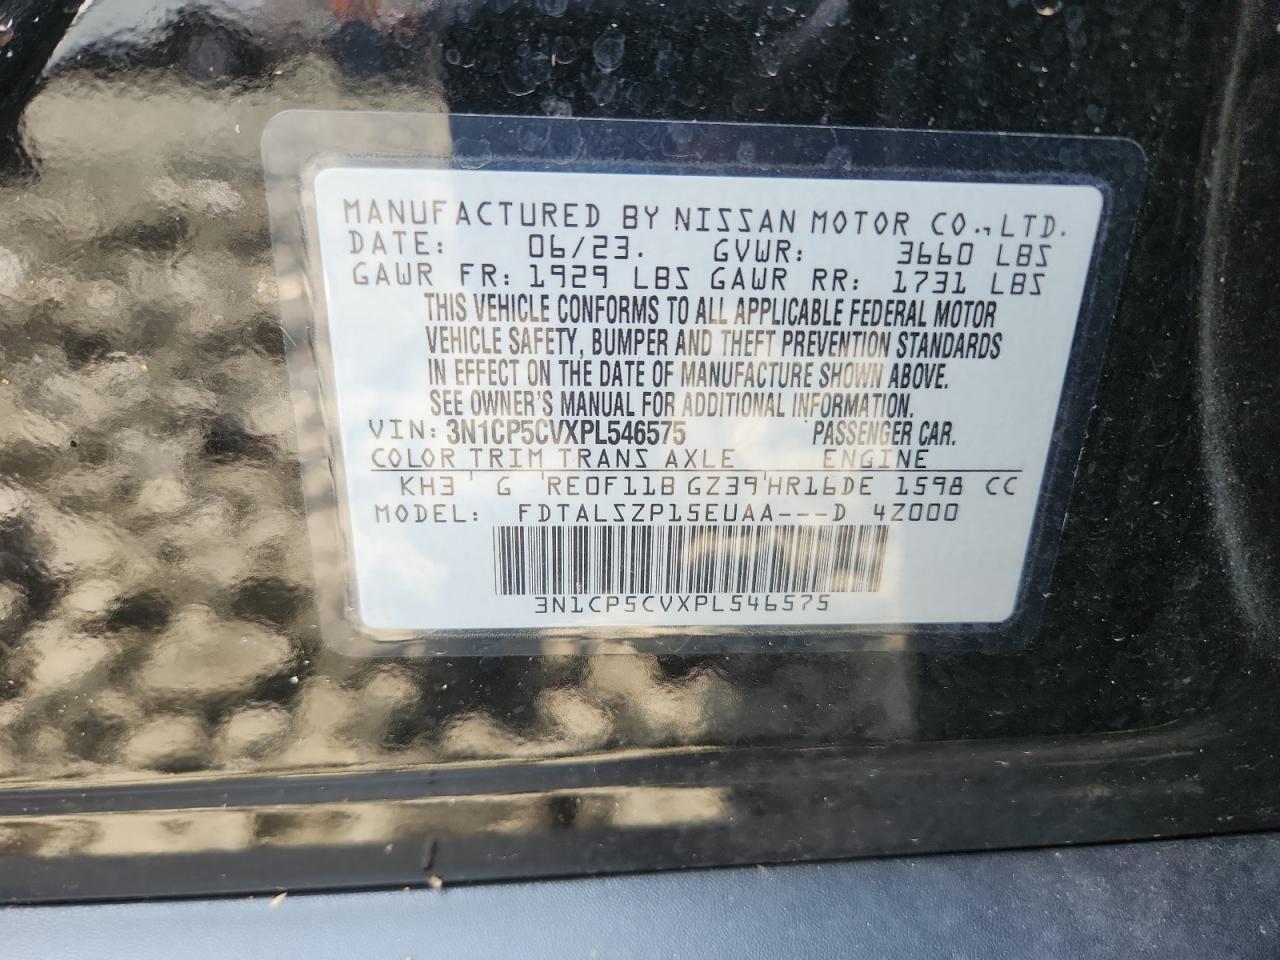 MANUFACTURED BY NISSAN MOTOR CO.,LTD.
DATE: 06/23. GVWR: 3660 LBS
GAWR FR: 1929 LBS GAWR RR: 1731 LBS
THIS VEHICLE CONFORMS TO ALL APPLICABLE FEDERAL MOTOR
VEHICLE SAFETY, BUMPER AND THEFT PREVENTION STANDARDS
IN EFFECT ON THE DATE OF MANUFACTURE SHOWN ABOVE.
SEE OWNER'S MANUAL FOR ADDITIONAL INFORMATION.
VIN: 3N1CP5CVXPL546575 PASSENGER CAR.
COLOR TRIM TRANS AXLE ENGINE
KH3 G RE0F11B GZ39 HR16DE 1598 CC
MODEL: FDTALSZP15EUAA---D 4Z000
3N1CP5CVXPL546575